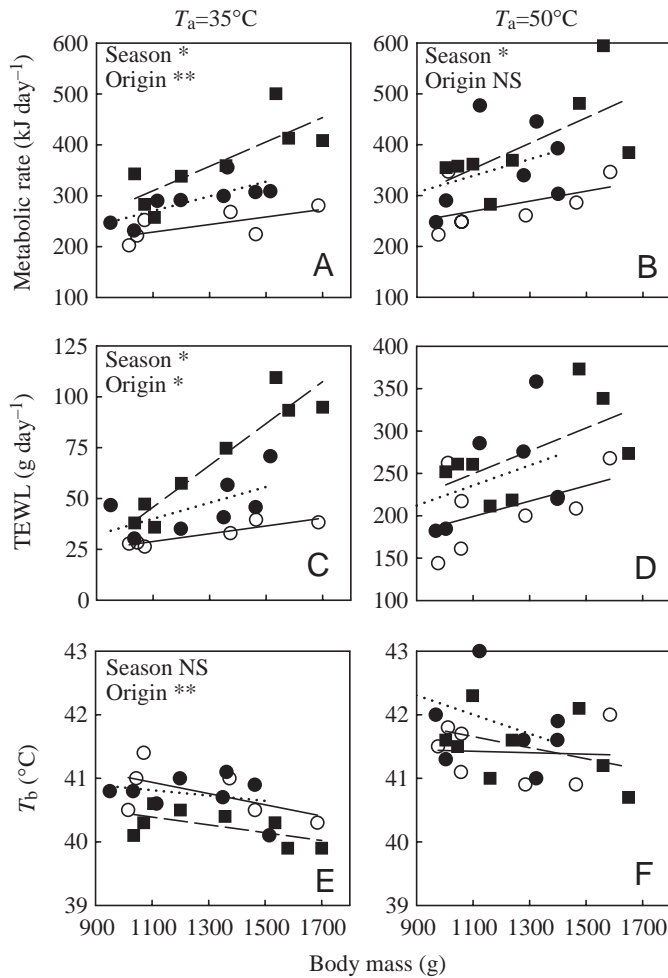 T_a=35°C
T_a=50°C
Metabolic rate (kJ day⁻¹)
600
500
400
300
200
100
Season *
Origin **
A
600
500
400
300
200
100
Season *
Origin NS
B
TEWL (g day⁻¹)
125
100
75
50
25
0
Season *
Origin *
C
400
350
300
250
200
150
100
D
T_b (°C)
43
42
41
40
39
Season NS
Origin **
E
43
42
41
40
39
F
900 1100 1300 1500 1700
900 1100 1300 1500 1700
Body mass (g)